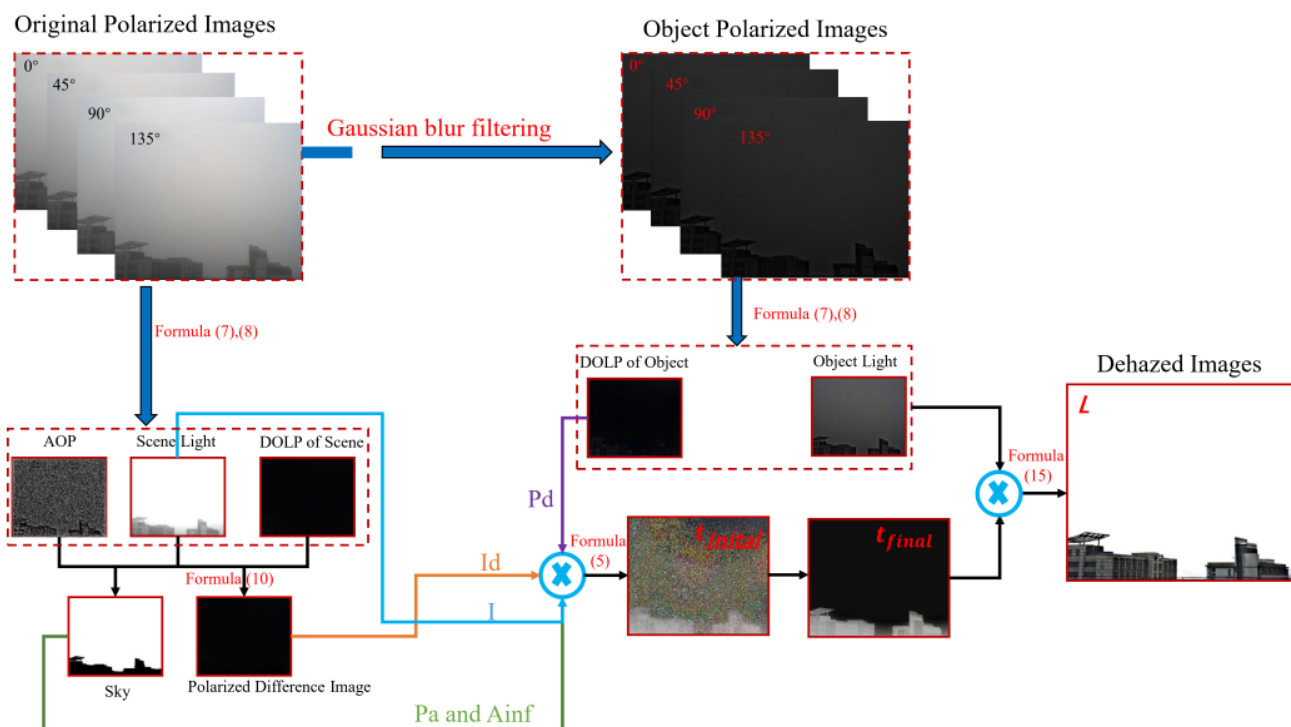 Original Polarized Images
Object Polarized Images
0°
45°
90°
135°
Gaussian blur filtering
0°
45°
90°
135°
Formula (7),(8)
Formula (7),(8)
DOLP of Object
Object Light
Dehazed Images
L
AOP
Scene Light
DOLP of Scene
Formula
(15)
Pd
Formula
(5)
t inital
t final
Id
Formula (10)
I
Sky
Polarized Difference Image
Pa and Ainf